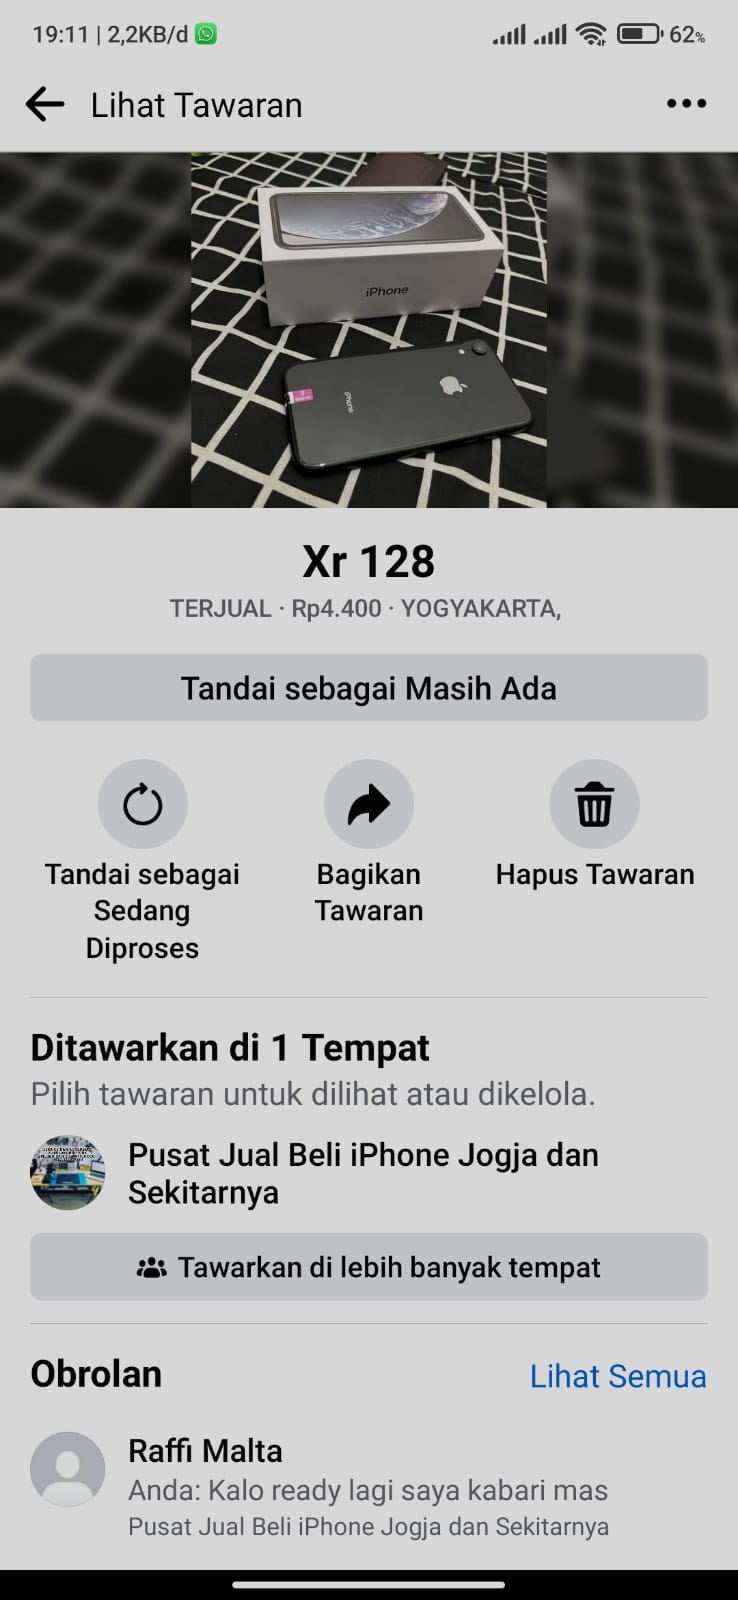 19:11 | 2,2KB/d
62%
Lihat Tawaran
iPhone
iPhone
Xr 128
TERJUAL · Rp4.400 · YOGYAKARTA,
Tandai sebagai Masih Ada
Tandai sebagai
Sedang
Diproses
Bagikan
Tawaran
Hapus Tawaran
Ditawarkan di 1 Tempat
Pilih tawaran untuk dilihat atau dikelola.
Pusat Jual Beli iPhone Jogja dan
Sekitarnya
Tawarkan di lebih banyak tempat
Obrolan
Lihat Semua
Raffi Malta
Anda: Kalo ready lagi saya kabari mas
Pusat Jual Beli iPhone Jogja dan Sekitarnya